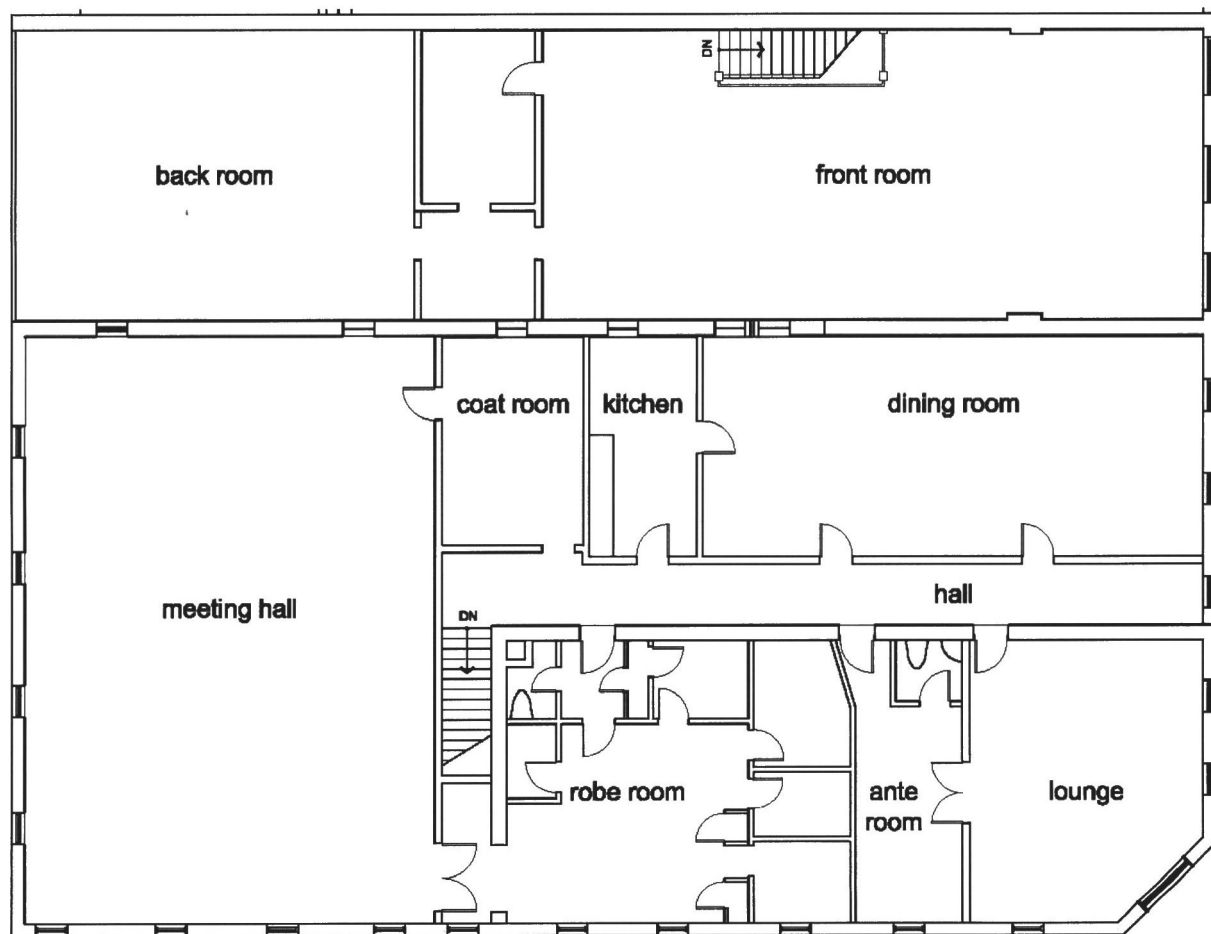 DN
back room
front room
coat room
kitchen
dining room
meeting hall
hall
DN
robe room
ante
room
lounge